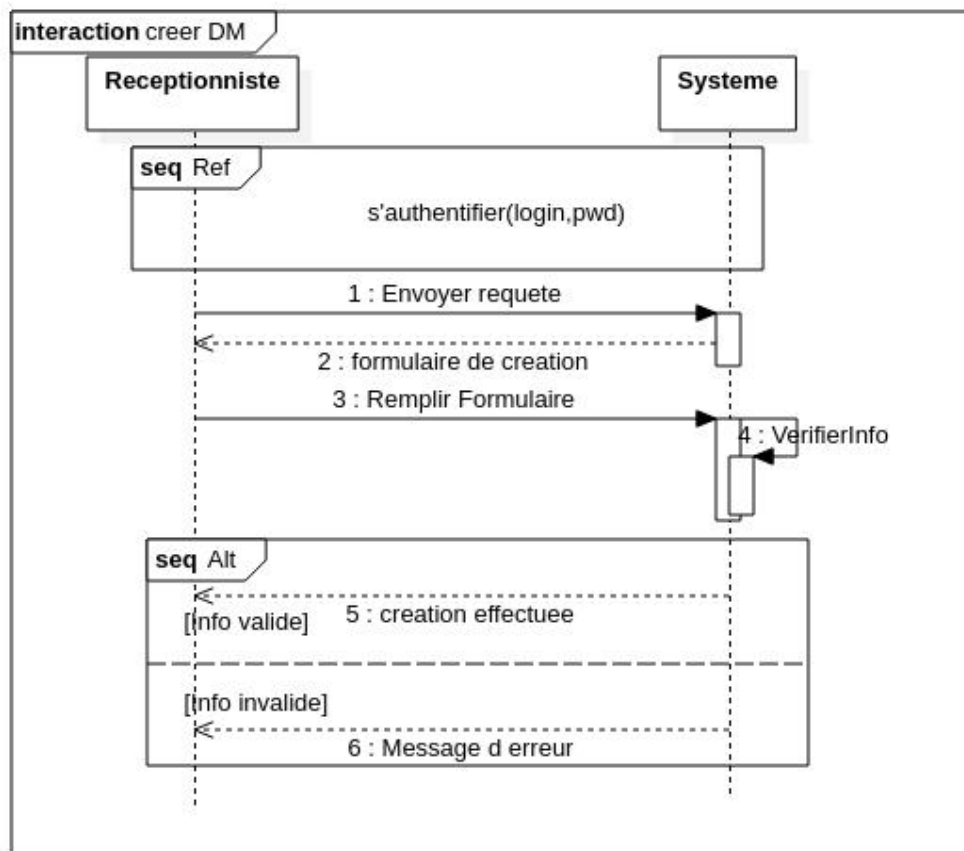 interaction creer DM
Receptionniste
Systeme
seq Ref
s'authentifier(login,pwd)
1 : Envoyer requete
2 : formulaire de creation
3 : Remplir Formulaire
4 : VerifierInfo
seq Alt
5 : creation effectuee
[Info valide]
[Info invalide]
6 : Message d erreur